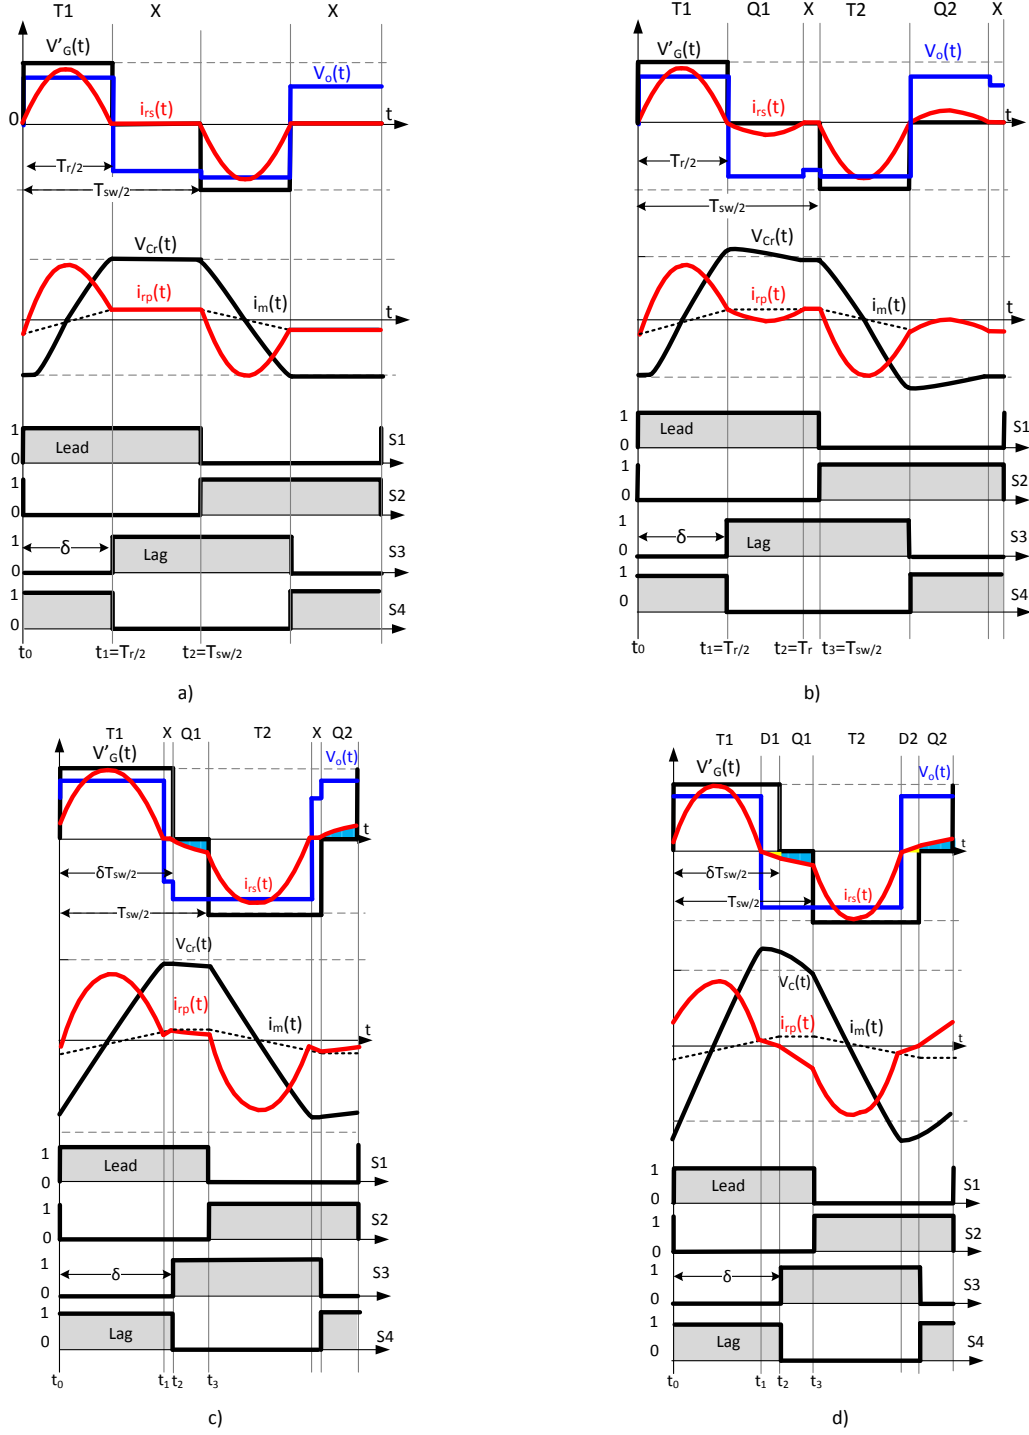 T1 X X
V'G(t)
Vo(t)
irs(t)
t
0
Tr/2
Tsw/2
VCr(t)
irp(t)
im(t)
t
1
0
Lead
S1
1
0
S2
1
0
δ
Lag
S3
1
0
S4
t0 t1=Tr/2 t2=Tsw/2
a)
T1 Q1 X T2 Q2 X
V'G(t)
Vo(t)
irs(t)
t
Tr/2
Tsw/2
VCr(t)
irp(t)
im(t)
t
1
0
Lead
S1
1
0
S2
1
0
δ
Lag
S3
1
0
S4
t0 t1=Tr/2 t2=Tr t3=Tsw/2
b)
T1 X Q1 T2 X Q2
V'G(t)
Vo(t)
t
δTsw/2
irs(t)
Tsw/2
VCr(t)
irp(t)
im(t)
t
1
0
Lead
S1
1
0
S2
1
0
δ
S3
1
0
Lag
S4
t0 t1 t2 t3
c)
T1 D1 Q1 T2 D2 Q2
V'G(t)
Vo(t)
t
δTsw/2
irs(t)
Tsw/2
VC(t)
irp(t)
im(t)
t
1
0
Lead
S1
1
0
S2
1
0
δ
S3
1
0
Lag
S4
t0 t1 t2 t3
d)